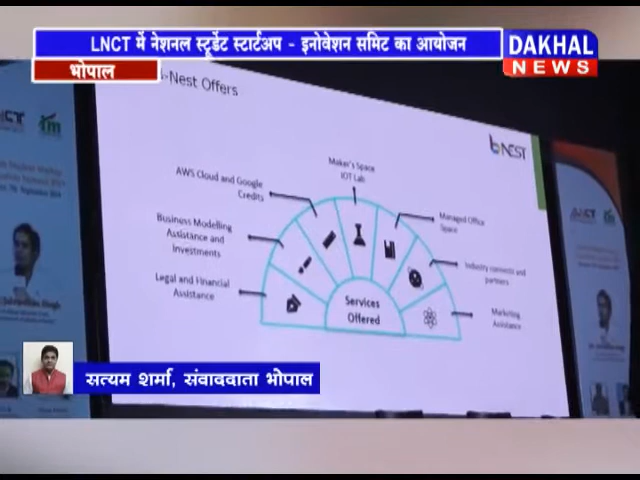 LNCT में नेशनल स्टूडेंट स्टार्टअप - इनोवेशन समिट का आयोजन
DAKHAL
NEWS
भोपाल
-Nest Offers
NEST
Maker's Space
IOT Lab
AWS Cloud and Google
Credits
Managed Office
Space
Business Modelling
Assistance and
Investments
Industry connects and
partners
Legal and Financial
Assistance
Services
Offered
Marketing
Assistance
सत्यम शर्मा, संवाददाता भोपाल